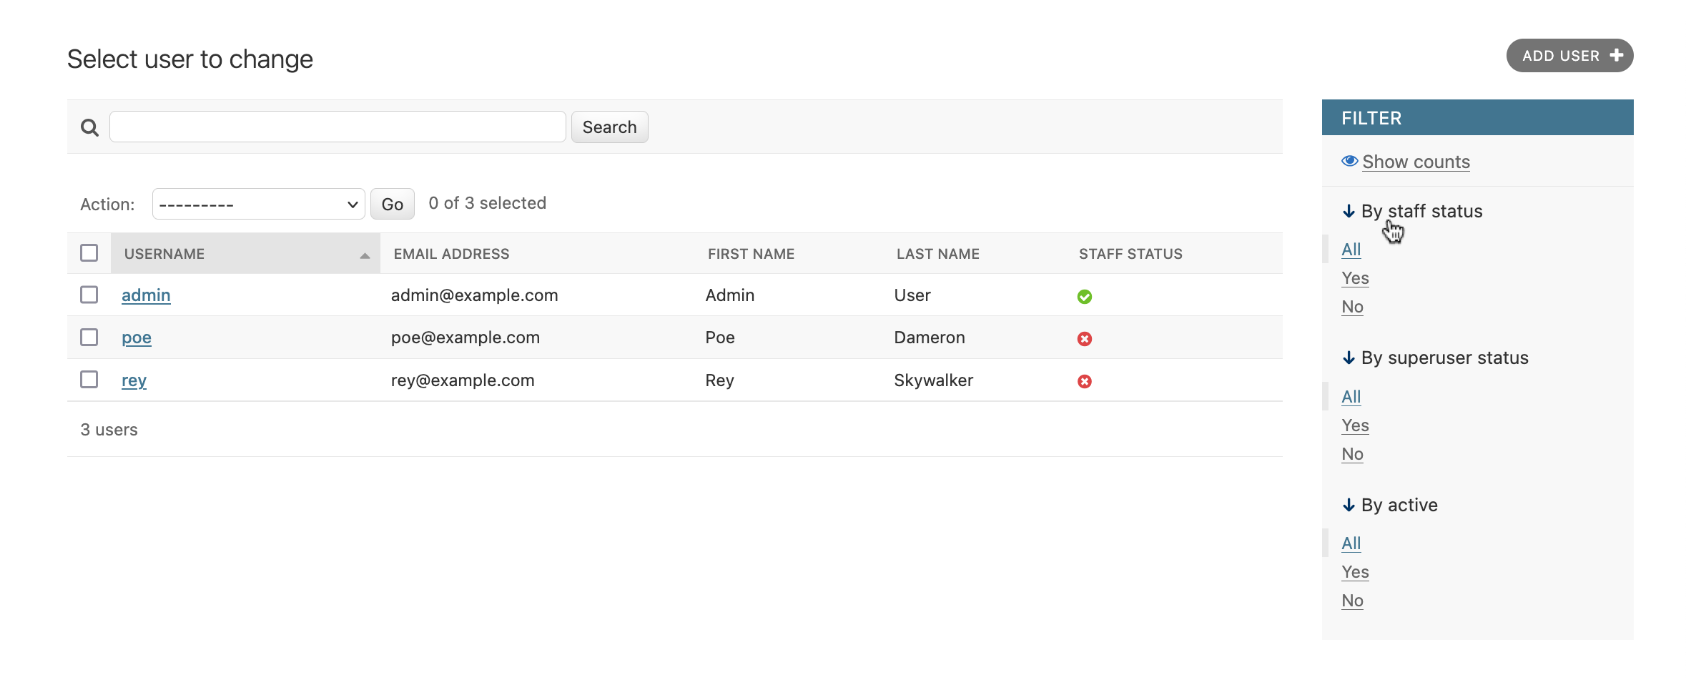 Select user to change
ADD USER
Search
Action: --------- Go 0 of 3 selected
USERNAME EMAIL ADDRESS FIRST NAME LAST NAME STAFF STATUS
admin admin@example.com Admin User
poe poe@example.com Poe Dameron
rey rey@example.com Rey Skywalker
3 users
FILTER
Show counts
By staff status
All
Yes
No
By superuser status
All
Yes
No
By active
All
Yes
No